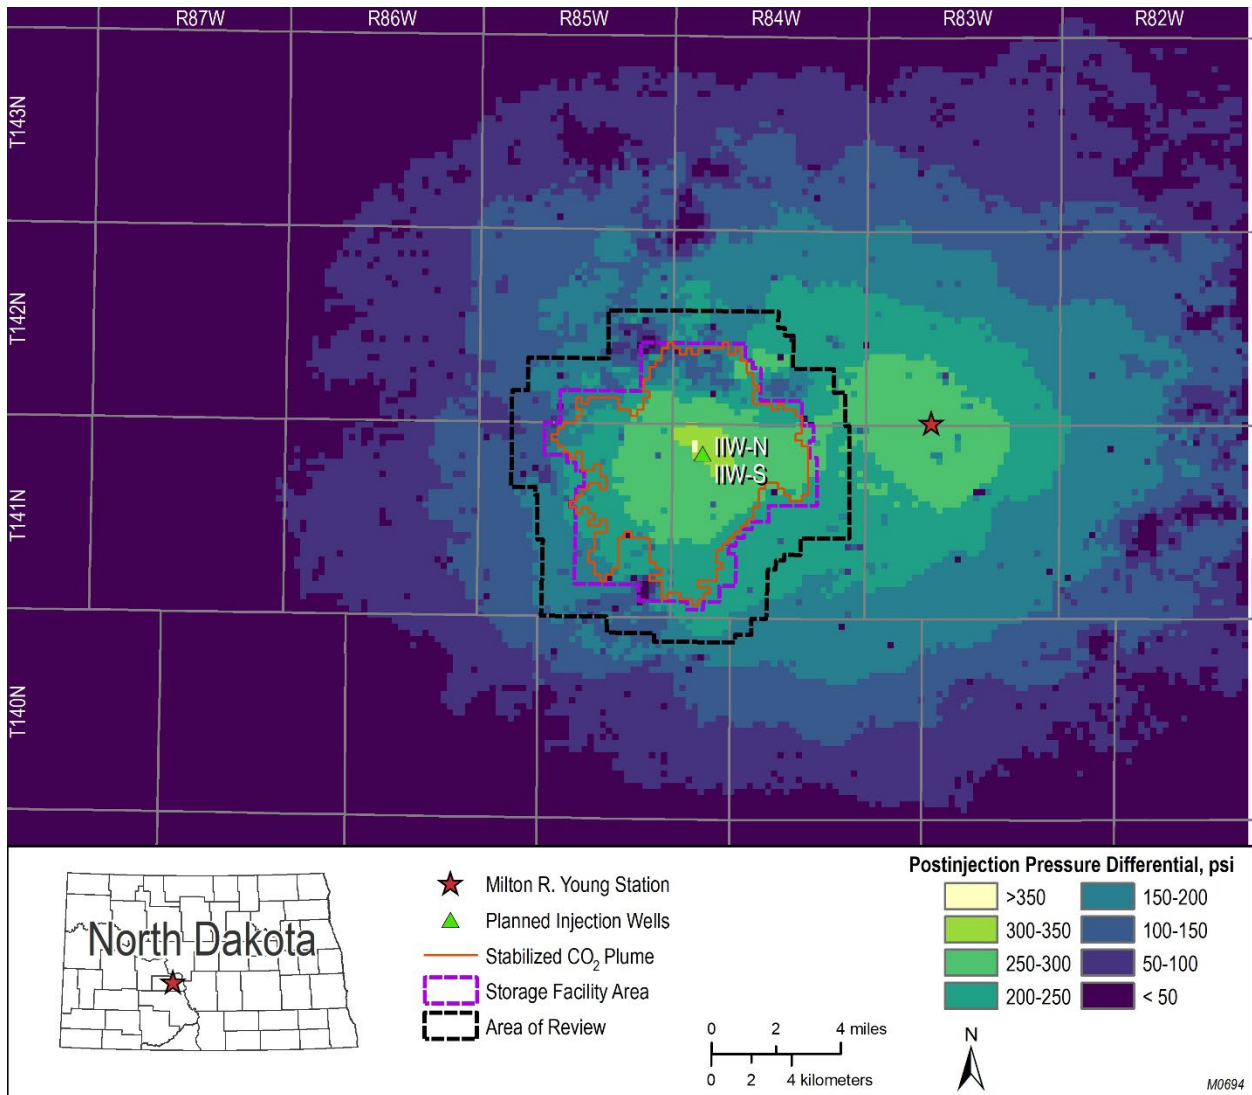 R87W R86W R85W R84W R83W R82W
T143N
T142N
T141N
T140N
IIW-N
IIW-S
North Dakota
Milton R. Young Station
Planned Injection Wells
Stabilized CO₂ Plume
Storage Facility Area
Area of Review
0 2 4 miles
0 2 4 kilometers
Postinjection Pressure Differential, psi
>350 150-200
300-350 100-150
250-300 50-100
200-250 < 50
N
M0694